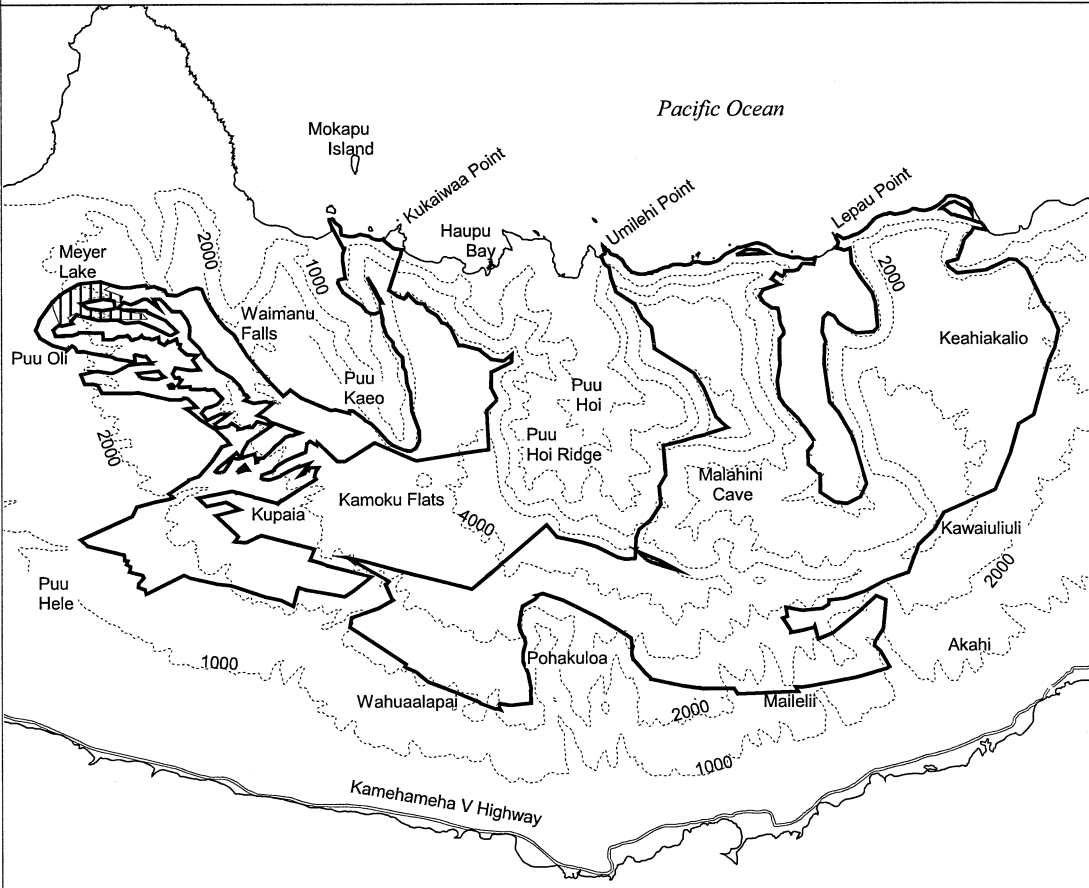 Pacific Ocean
Mokapu
Island
Kukaiwaa Point
Umilehi Point
Lepau Point
Haupu
Bay
Meyer
Lake
2000
1000
2000
Waimanu
Falls
Puu Oli
Keahiakalio
Puu
Kaeo
Puu
Hoi
Puu
Hoi Ridge
2000
Malahini
Cave
Kamoku Flats
Kupaia
4000
Kawaiuliuli
2000
Puu
Hele
Akahi
1000
Pohakuloa
Wahuaalapai
Mailelii
2000
1000
Kamehameha V Highway